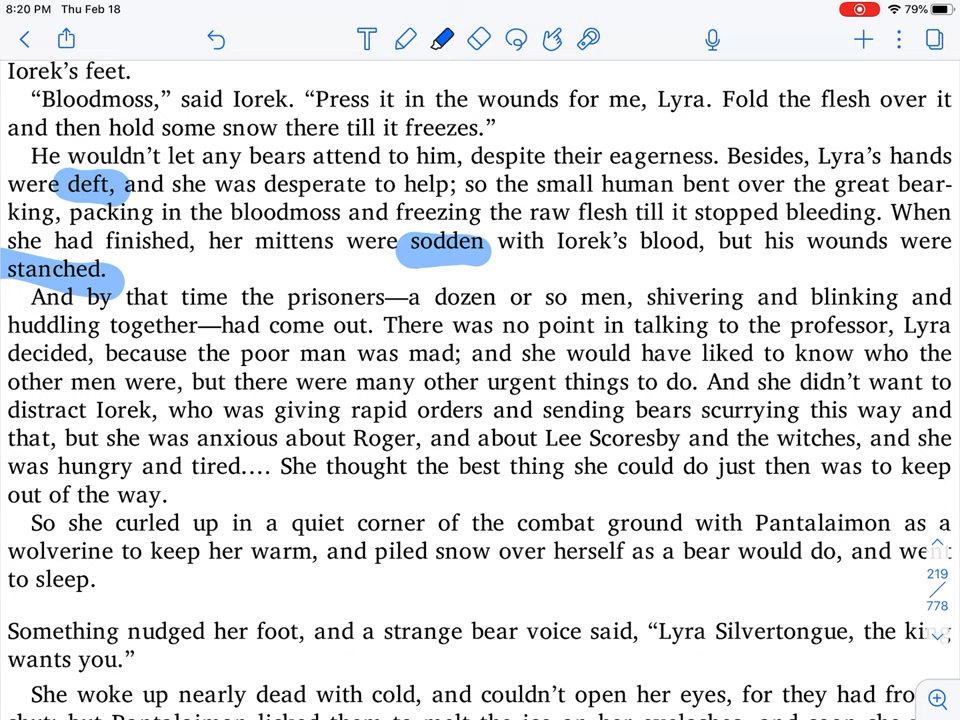 8:20 PM Thu Feb 18 79%
Iorek’s feet.
“Bloodmoss,” said Iorek. “Press it in the wounds for me, Lyra. Fold the flesh over it
and then hold some snow there till it freezes.”
He wouldn’t let any bears attend to him, despite their eagerness. Besides, Lyra’s hands
were deft, and she was desperate to help; so the small human bent over the great bear-
king, packing in the bloodmoss and freezing the raw flesh till it stopped bleeding. When
she had finished, her mittens were sodden with Iorek’s blood, but his wounds were
stanched.
And by that time the prisoners—a dozen or so men, shivering and blinking and
huddling together—had come out. There was no point in talking to the professor, Lyra
decided, because the poor man was mad; and she would have liked to know who the
other men were, but there were many other urgent things to do. And she didn’t want to
distract Iorek, who was giving rapid orders and sending bears scurrying this way and
that, but she was anxious about Roger, and about Lee Scoresby and the witches, and she
was hungry and tired.... She thought the best thing she could do just then was to keep
out of the way.
So she curled up in a quiet corner of the combat ground with Pantalaimon as a
wolverine to keep her warm, and piled snow over herself as a bear would do, and went
to sleep.
219
778
Something nudged her foot, and a strange bear voice said, “Lyra Silvertongue, the king
wants you.”
She woke up nearly dead with cold, and couldn’t open her eyes, for they had fro